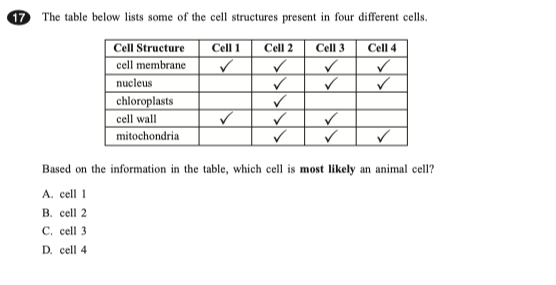 17 The table below lists some of the cell structures present in four different cells.
Cell Structure Cell 1 Cell 2 Cell 3 Cell 4
cell membrane ✓ ✓ ✓ ✓
nucleus ✓ ✓ ✓
chloroplasts ✓
cell wall ✓ ✓ ✓
mitochondria ✓ ✓ ✓
Based on the information in the table, which cell is most likely an animal cell?
A. cell 1
B. cell 2
C. cell 3
D. cell 4